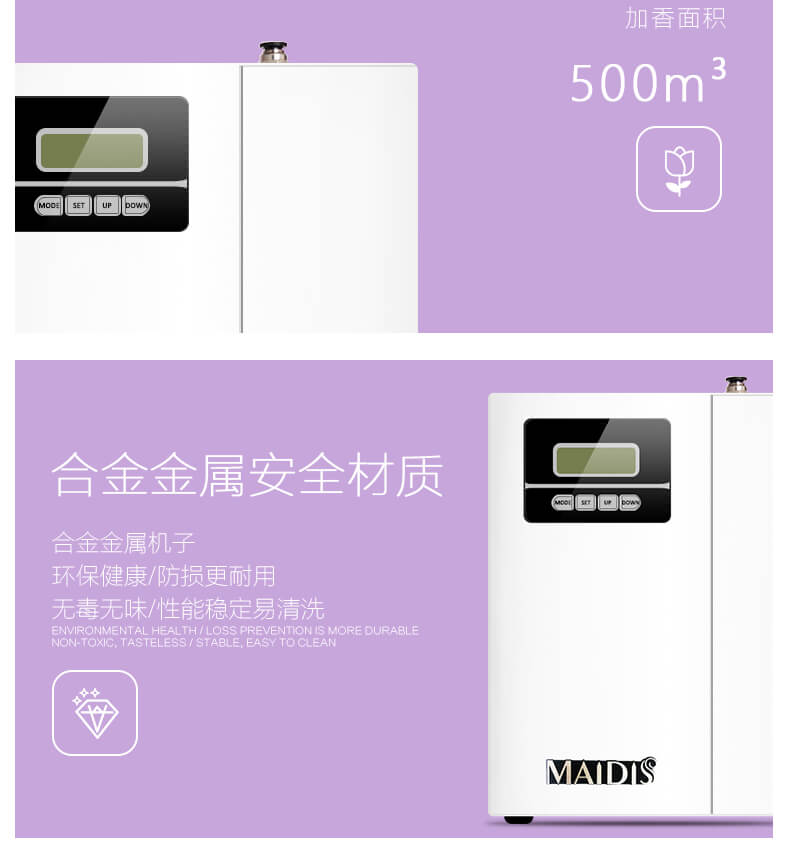 加香面积
500m³
MODE SET UP DOWN
合金金属安全材质
合金金属机子
环保健康/防损更耐用
无毒无味/性能稳定易清洗
ENVIRONMENTAL HEALTH / LOSS PREVENTION IS MORE DURABLE
NON-TOXIC, TASTELESS / STABLE, EASY TO CLEAN
MODE SET UP DOWN
MAIDIS